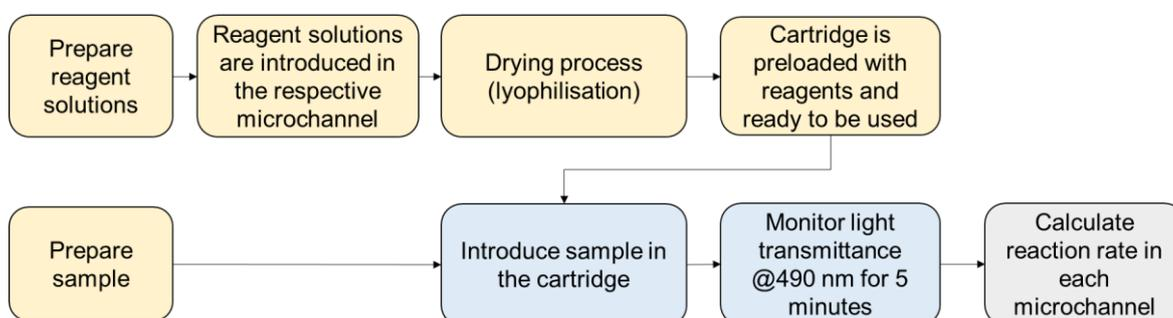 Prepare
reagent
solutions
Reagent solutions
are introduced in
the respective
microchannel
Drying process
(lyophilisation)
Cartridge is
preloaded with
reagents and
ready to be used
Prepare
sample
Introduce sample in
the cartridge
Monitor light
transmittance
@490 nm for 5
minutes
Calculate
reaction rate in
each
microchannel